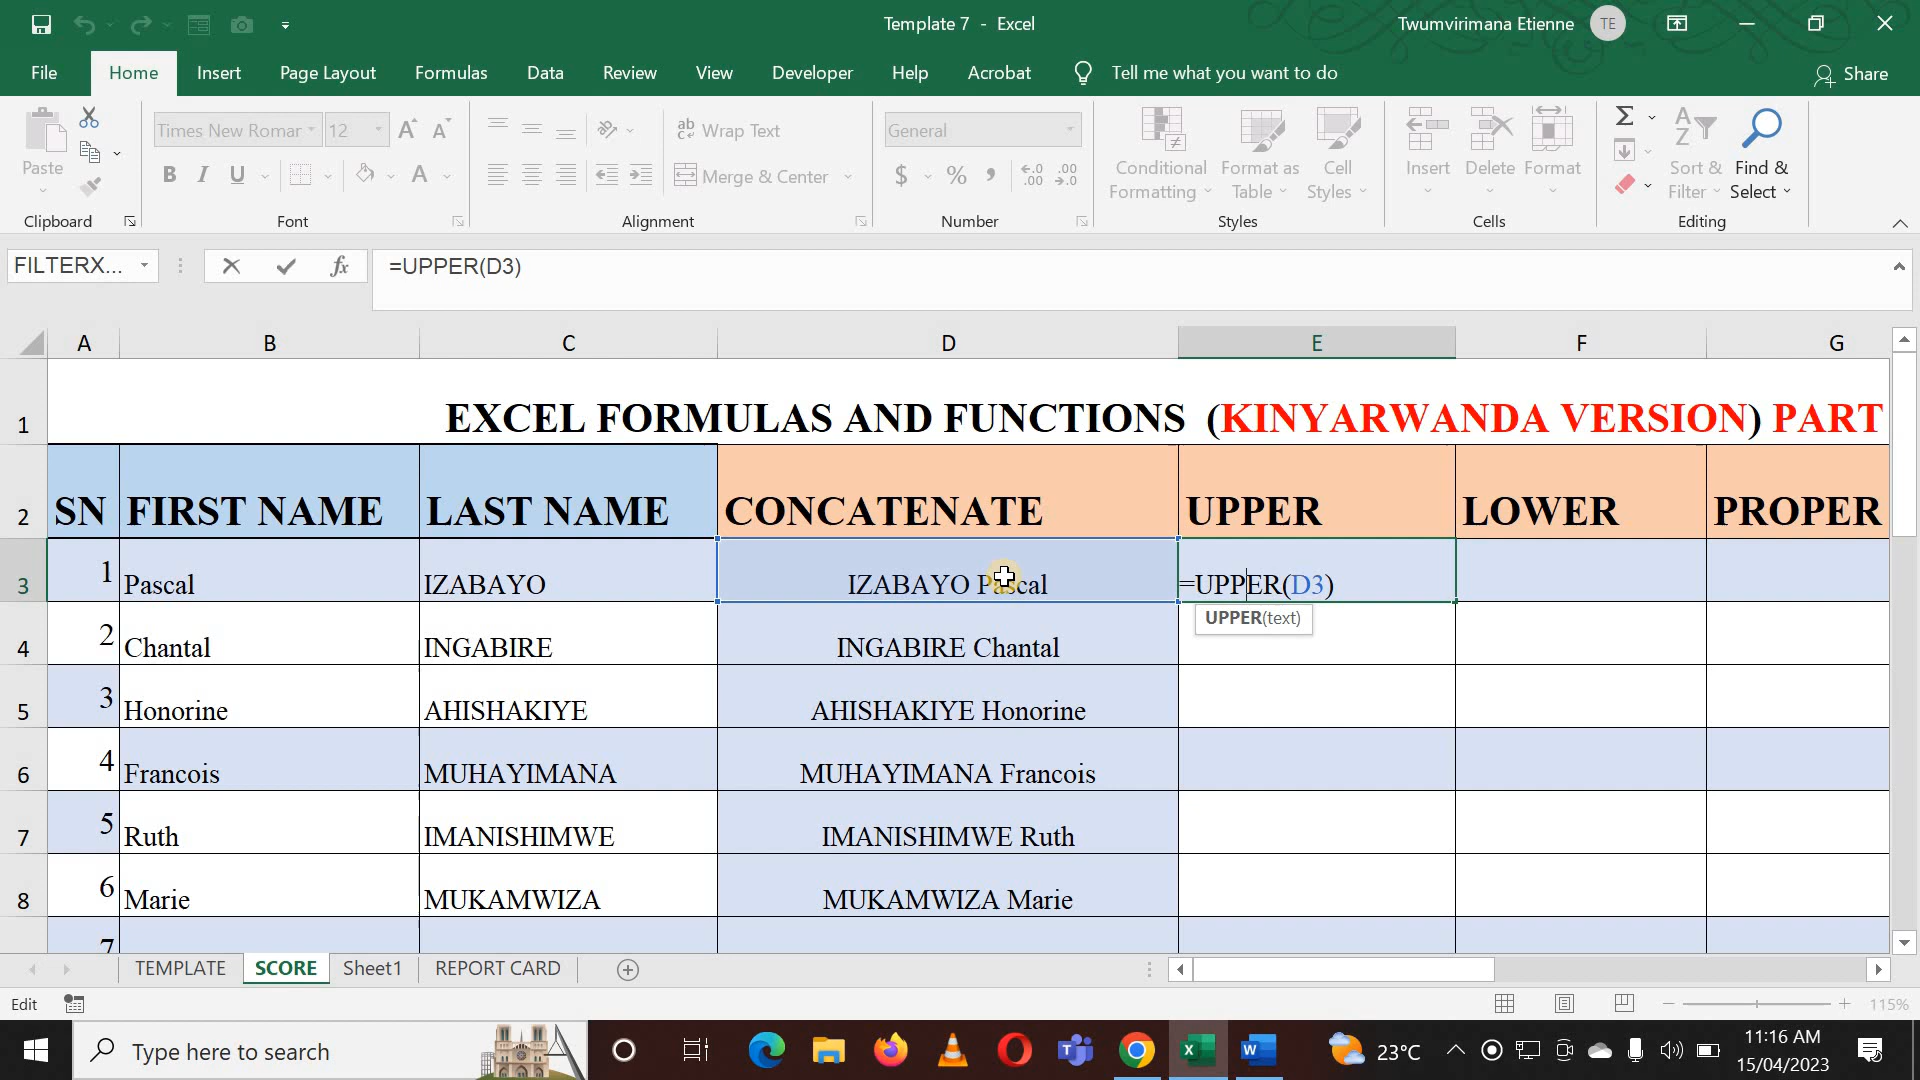 Template 7 - Excel
Twumvirimana Etienne TE
File Home Insert Page Layout Formulas Data Review View Developer Help Acrobat Tell me what you want to do Share
Paste
Clipboard
Times New Romar 12
B I U
Font
Wrap Text
Merge & Center
Alignment
General
$ % ,
Number
Conditional Formatting
Format as Table
Cell Styles
Styles
Insert Delete Format
Cells
Sort & Filter
Find & Select
Editing
FILTERX... fx =UPPER(D3)
A B C D E F G
1 EXCEL FORMULAS AND FUNCTIONS (KINYARWANDA VERSION) PART
2 SN FIRST NAME LAST NAME CONCATENATE UPPER LOWER PROPER
3 1 Pascal IZABAYO IZABAYO Pascal =UPPER(D3)
UPPER(text)
4 2 Chantal INGABIRE INGABIRE Chantal
5 3 Honorine AHISHAKIYE AHISHAKIYE Honorine
6 4 Francois MUHAYIMANA MUHAYIMANA Francois
7 5 Ruth IMANISHIMWE IMANISHIMWE Ruth
8 6 Marie MUKAMWIZA MUKAMWIZA Marie
7
TEMPLATE SCORE Sheet1 REPORT CARD
Edit 115%
Type here to search
23°C
11:16 AM
15/04/2023